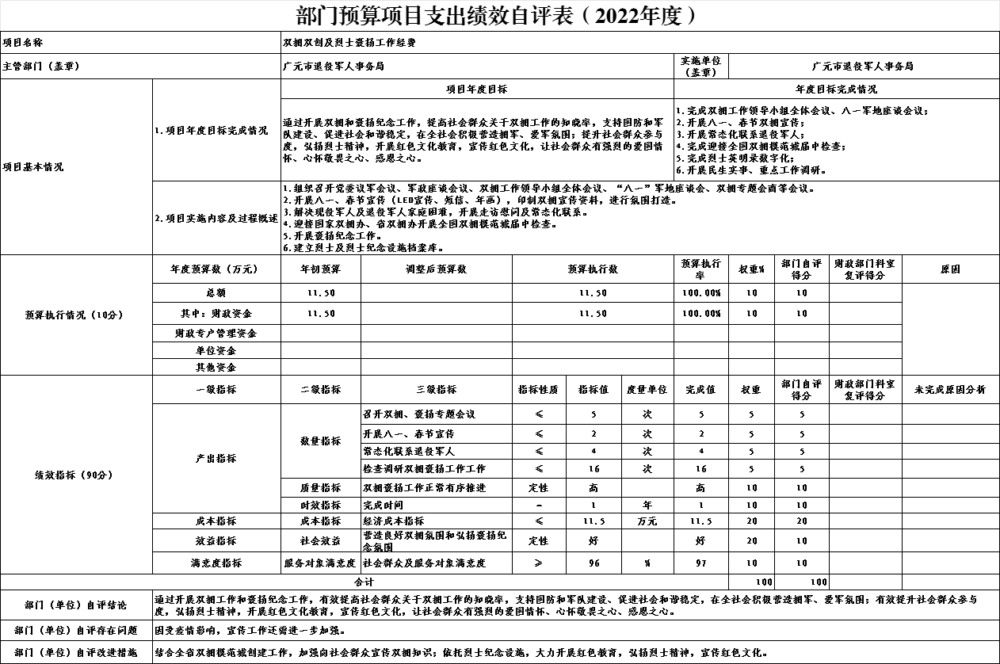 部门预算项目支出绩效自评表（2022年度）
项目名称 双拥双创及烈士褒扬工作经费
主管部门（盖章） 广元市退役军人事务局 实施单位（盖章） 广元市退役军人事务局
项目基本情况
1.项目年度目标完成情况
项目年度目标 年度目标完成情况
通过开展双拥和褒扬纪念工作，提高社会群众关于双拥工作的知晓率，支持国防和军
队建设、促进社会和谐稳定，在全社会积极营造拥军、爱军氛围；提升社会群众参与
度，弘扬烈士精神，开展红色文化教育，宣传红色文化，让社会群众有强烈的爱国情
怀、心怀敬畏之心、感恩之心。
1.完成双拥工作领导小组全体会议、八一军地座谈会议；
2.开展八一、春节双拥宣传；
3.开展常态化联系退役军人；
4.完成迎接全国双拥模范城届中检查；
5.完成烈士英明录数字化；
6.开展民生实事、重点工作调研。
2.项目实施内容及过程概述
1.组织召开党委议军会议、军政座谈会议、双拥工作领导小组全体会议、“八一”军地座谈会、双拥专题会商等会议。
2.开展八一、春节宣传（LED宣传、短信、年画），印制双拥宣传资料，进行氛围打造。
3.解决现役军人及退役军人家庭困难，开展走访慰问及常态化联系。
4.迎接国家双拥办、省双拥办开展全国双拥模范城届中检查。
5.开展褒扬纪念工作。
6.建立烈士及烈士纪念设施档案库。
预算执行情况（10分）
年度预算数（万元） 年初预算 调整后预算数 预算执行数 预算执行率 权重% 部门自评得分 财政部门科室复评得分 原因
总额 11.50 11.50 100.00% 10 10
其中：财政资金 11.50 11.50 100.00% 10 10
财政专户管理资金
单位资金
其他资金
绩效指标（90分）
一级指标 二级指标 三级指标 指标性质 指标值 度量单位 完成值 权重 部门自评得分 财政部门科室复评得分 未完成原因分析
产出指标 数量指标 召开双拥、褒扬专题会议 ≤ 5 次 5 5 5
开展八一、春节宣传 ≤ 2 次 2 5 5
常态化联系退役军人 ≤ 4 次 4 5 5
检查调研双拥褒扬工作工作 ≤ 16 次 16 5 5
质量指标 双拥褒扬工作正常有序推进 定性 高 高 10 10
时效指标 完成时间 － 1 年 1 10 10
成本指标 成本指标 经济成本指标 ≤ 11.5 万元 11.5 20 20
效益指标 社会效益 营造良好双拥氛围和弘扬褒扬纪念氛围 定性 好 好 20 10
满意度指标 服务对象满意度 社会群众及服务对象满意度 ≥ 96 % 97 10 10
合计 100 100
部门（单位）自评结论
通过开展双拥工作和褒扬纪念工作，有效提高社会群众关于双拥工作的知晓率，支持国防和军队建设、促进社会和谐稳定，在全社会积极营造拥军、爱军氛围；有效提升社会群众参与
度，弘扬烈士精神，开展红色文化教育，宣传红色文化，让社会群众有强烈的爱国情怀、心怀敬畏之心、感恩之心。
部门（单位）自评存在问题 因受疫情影响，宣传工作还需进一步加强。
部门（单位）自评改进措施 结合全省双拥模范城创建工作，加强向社会群众宣传双拥知识；依托烈士纪念设施，大力开展红色教育，弘扬烈士精神，宣传红色文化。